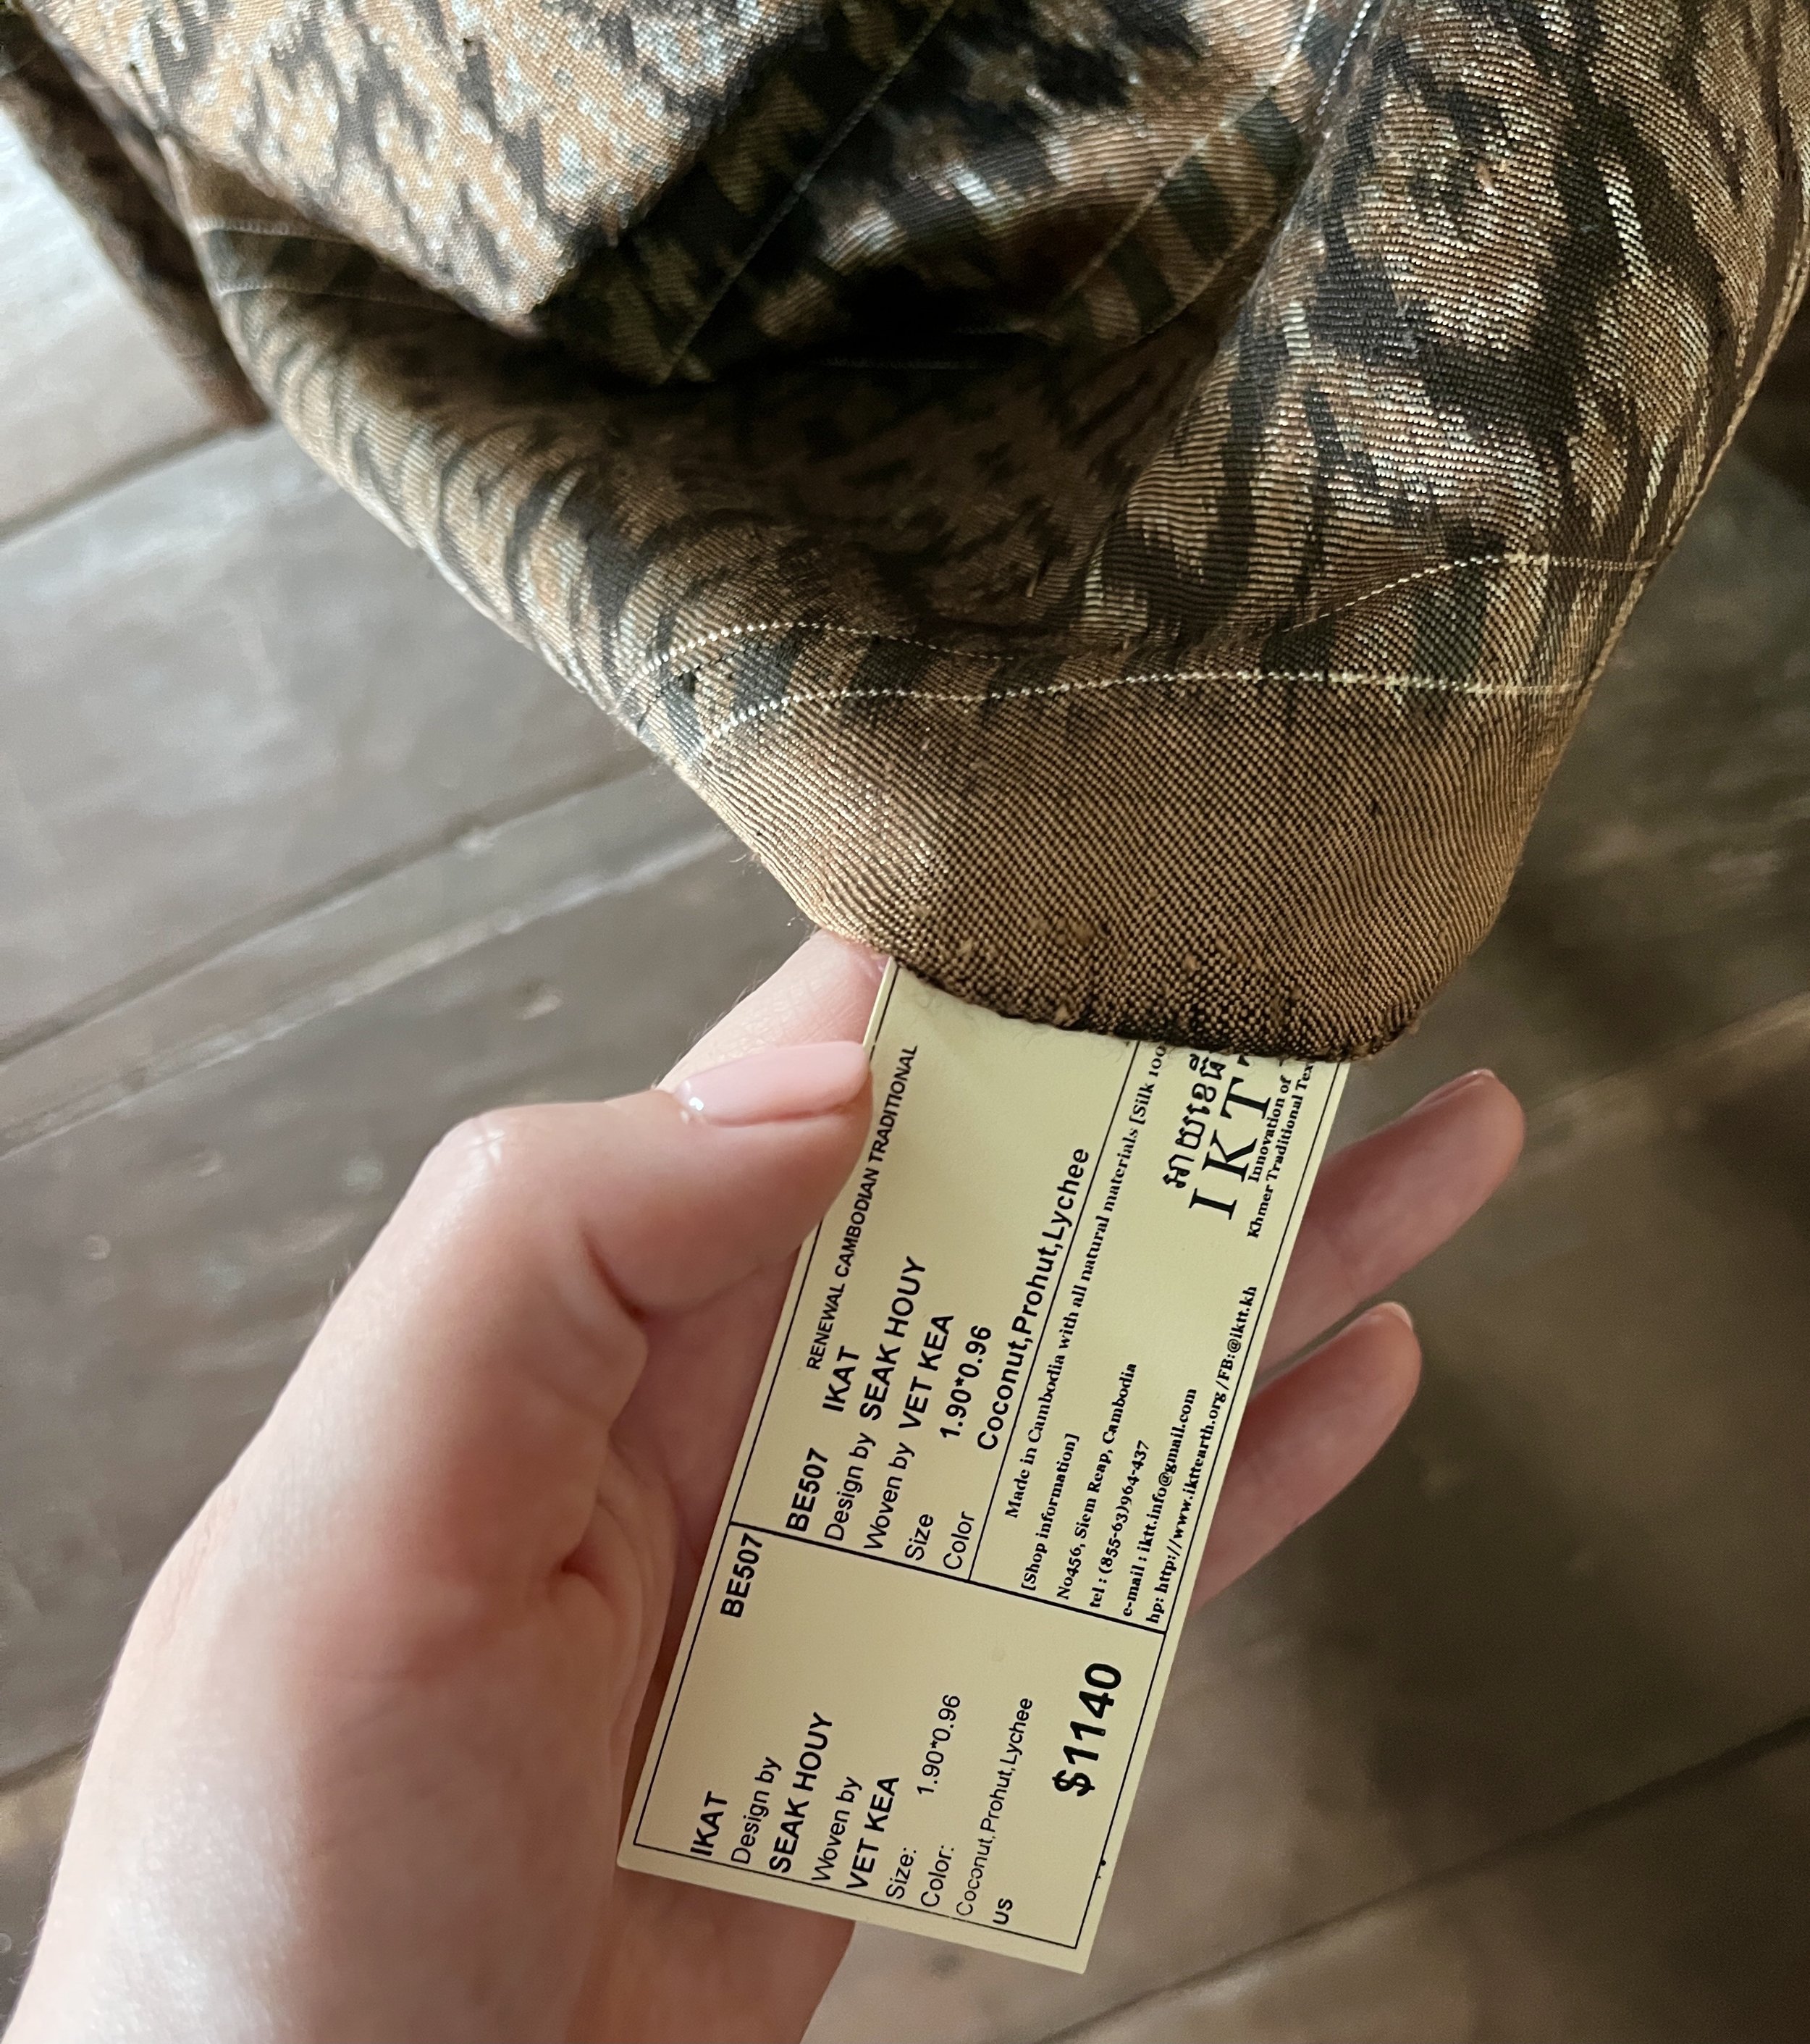 RENEWAL CAMBODIAN TRADITIONAL
BE507 IKAT
Design by SEAK HOUY
Woven by VET KEA
Size 1.90*0.96
Color Coconut,Prohut,Lychee
Made in Cambodia with all natural materials [Silk 100
[Shop information]
No456, Siem Reap, Cambodia
tel : (855-63)964-437
e-mail : iktt.info@gmail.com
hp: http://www.ikttearth.org /FB:@iktt.kh
IKT
Innovation of
Khmer Traditional
BE507
IKAT
Design by
SEAK HOUY
Woven by
VET KEA
Size: 1.90*0.96
Color:
Coconut,Prohut,Lychee
US
$1140